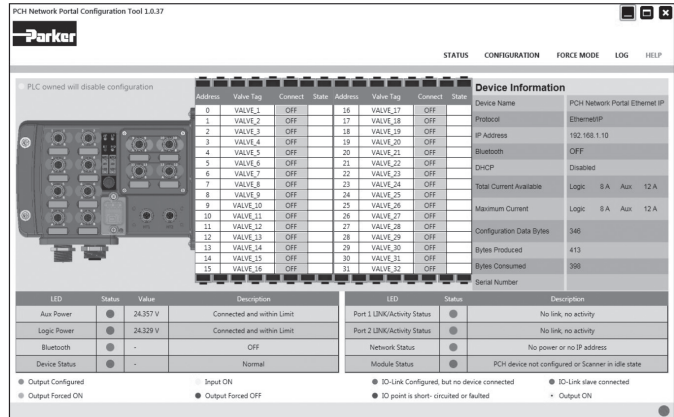 PCH Network Portal Configuration Tool 1.0.37
Parker
STATUS CONFIGURATION FORCE MODE LOG HELP
PLC owned will disable configuration
Address Valve Tag Connect State Address Valve Tag Connect State
0 VALVE_1 OFF 16 VALVE_17 OFF
1 VALVE_2 OFF 17 VALVE_18 OFF
2 VALVE_3 OFF 18 VALVE_19 OFF
3 VALVE_4 OFF 19 VALVE_20 OFF
4 VALVE_5 OFF 20 VALVE_21 OFF
5 VALVE_6 OFF 21 VALVE_22 OFF
6 VALVE_7 OFF 22 VALVE_23 OFF
7 VALVE_8 OFF 23 VALVE_24 OFF
8 VALVE_9 OFF 24 VALVE_25 OFF
9 VALVE_10 OFF 25 VALVE_26 OFF
10 VALVE_11 OFF 26 VALVE_27 OFF
11 VALVE_12 OFF 27 VALVE_28 OFF
12 VALVE_13 OFF 28 VALVE_29 OFF
13 VALVE_14 OFF 29 VALVE_30 OFF
14 VALVE_15 OFF 30 VALVE_31 OFF
15 VALVE_16 OFF 31 VALVE_32 OFF
Device Information
Device Name PCH Network Portal Ethernet IP
Protocol Ethernet/IP
IP Address 192.168.1.10
Bluetooth OFF
DHCP Disabled
Total Current Available Logic 8 A Aux 12 A
Maximum Current Logic 8 A Aux 12 A
Configuration Data Bytes 346
Bytes Produced 413
Bytes Consumed 398
Serial Number
LED Status Value Description
Aux Power 24.357 V Connected and within Limit
Logic Power 24.329 V Connected and within Limit
Bluetooth - OFF
Device Status - Normal
LED Status Description
Port 1 LINK/Activity Status No link, no activity
Port 2 LINK/Activity Status No link, no activity
Network Status No power or no IP address
Module Status PCH device not configured or Scanner in idle state
Output Configured Input ON IO-Link Configured, but no device connected IO-Link slave connected
Output Forced ON Output Forced OFF IO point is short- circuited or faulted Output ON